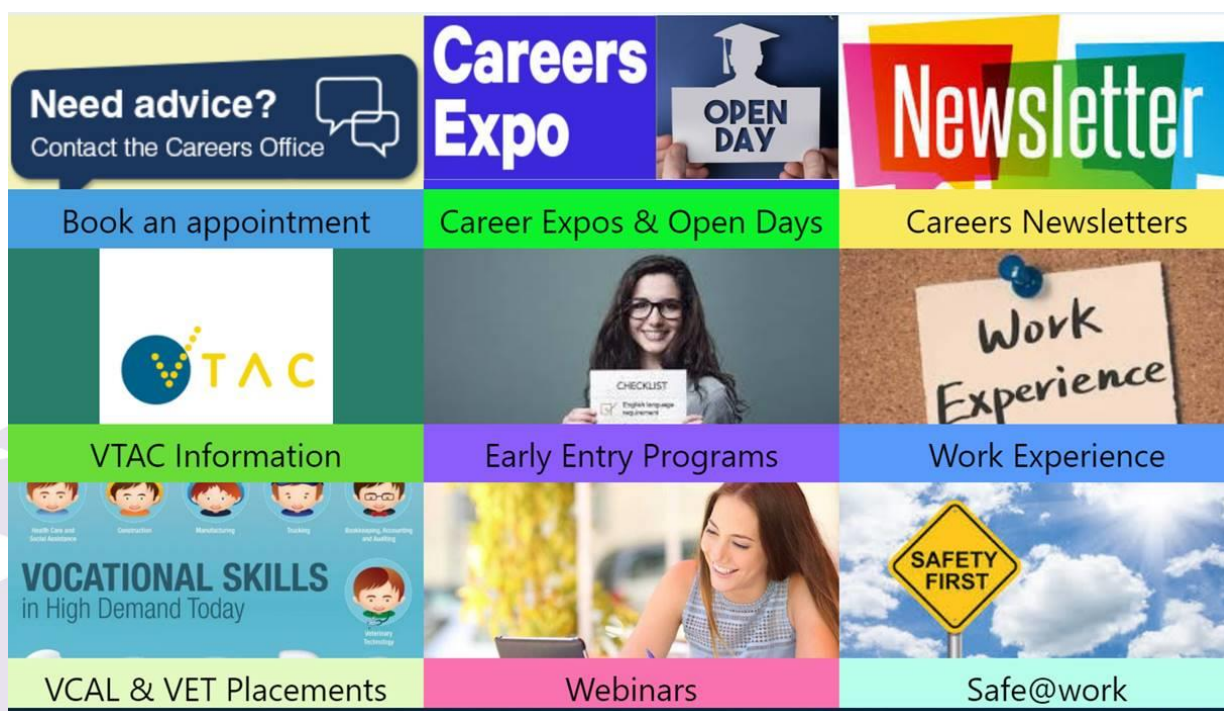 Need advice?
Contact the Careers Office
Careers
Expo
OPEN
DAY
Newsletter
Book an appointment
Career Expos & Open Days
Careers Newsletters
VTAC
CHECKLIST
English language
requirement
Work
Experience
VTAC Information
Early Entry Programs
Work Experience
Health Care and
Social Assistance
Construction
Manufacturing
Trucking
Bookkeeping, Accounting
and Auditing
VOCATIONAL SKILLS
in High Demand Today
Veterinary
Technology
SAFETY
FIRST
VCAL & VET Placements
Webinars
Safe@work